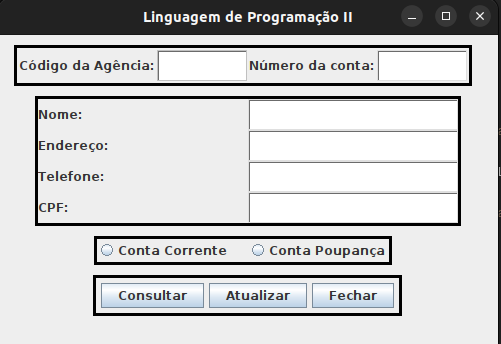 Linguagem de Programação II
Código da Agência: Número da conta:
Nome:
Endereço:
Telefone:
CPF:
Conta Corrente Conta Poupança
Consultar Atualizar Fechar